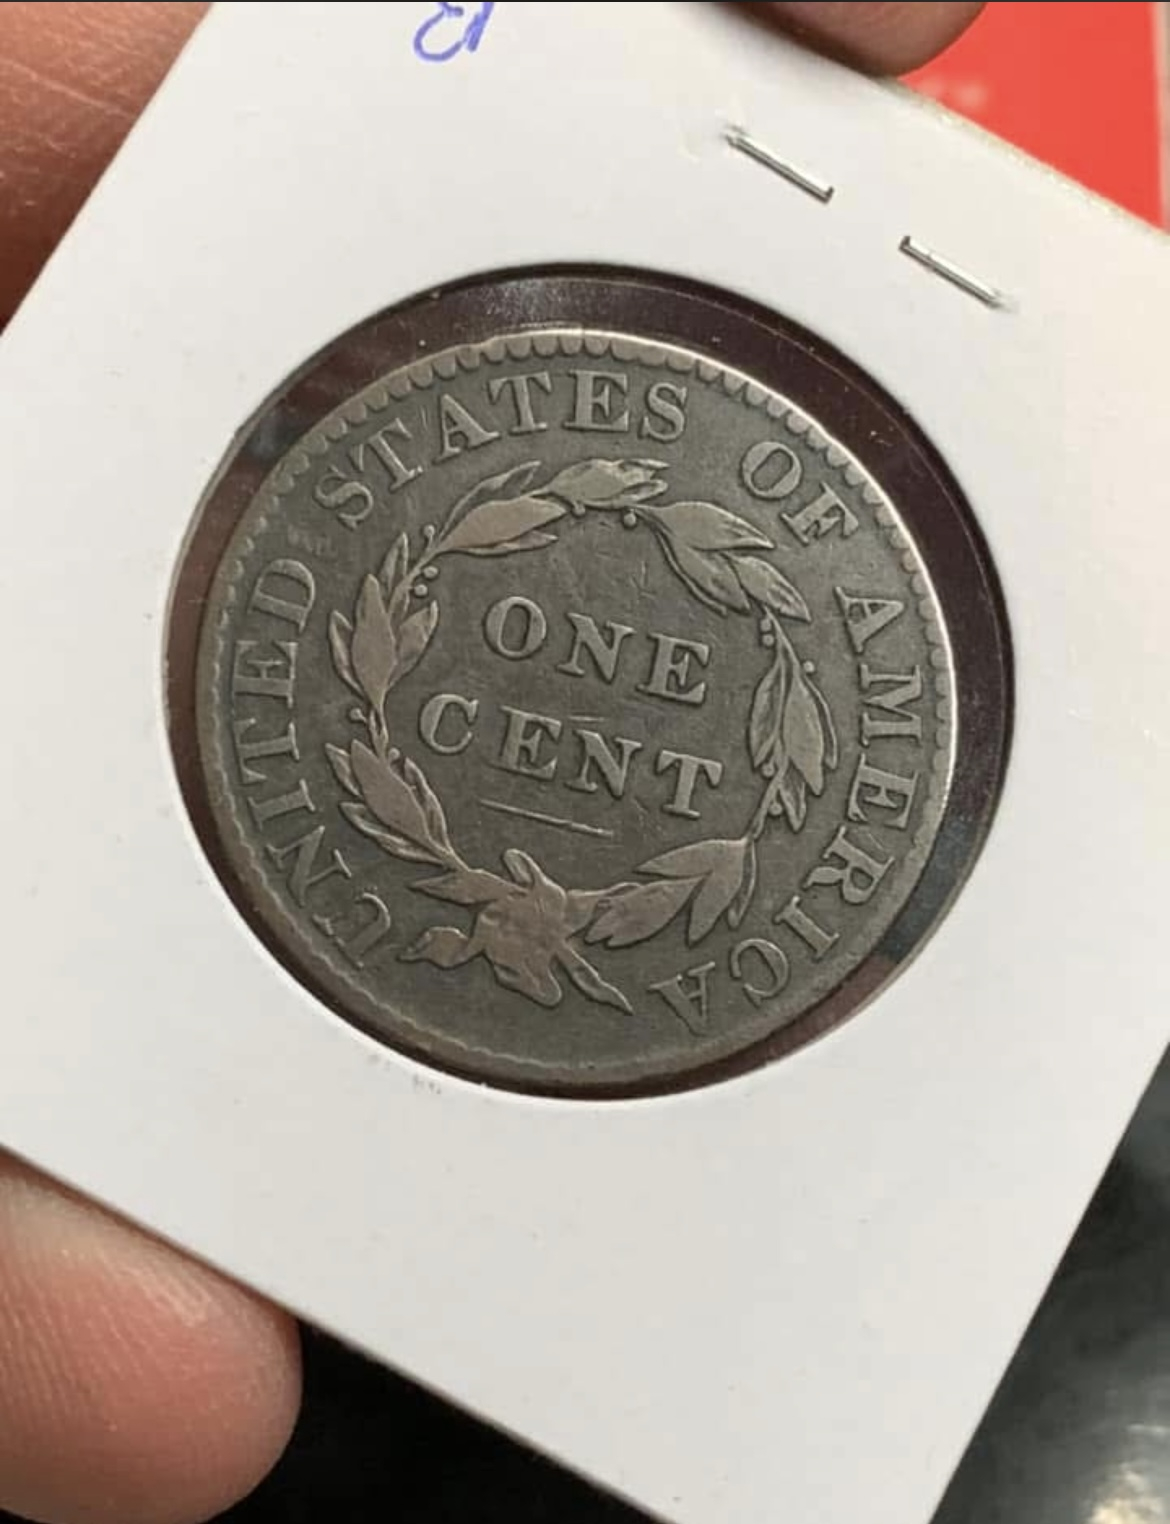 UNITED STATES OF AMERICA
ONE
CENT